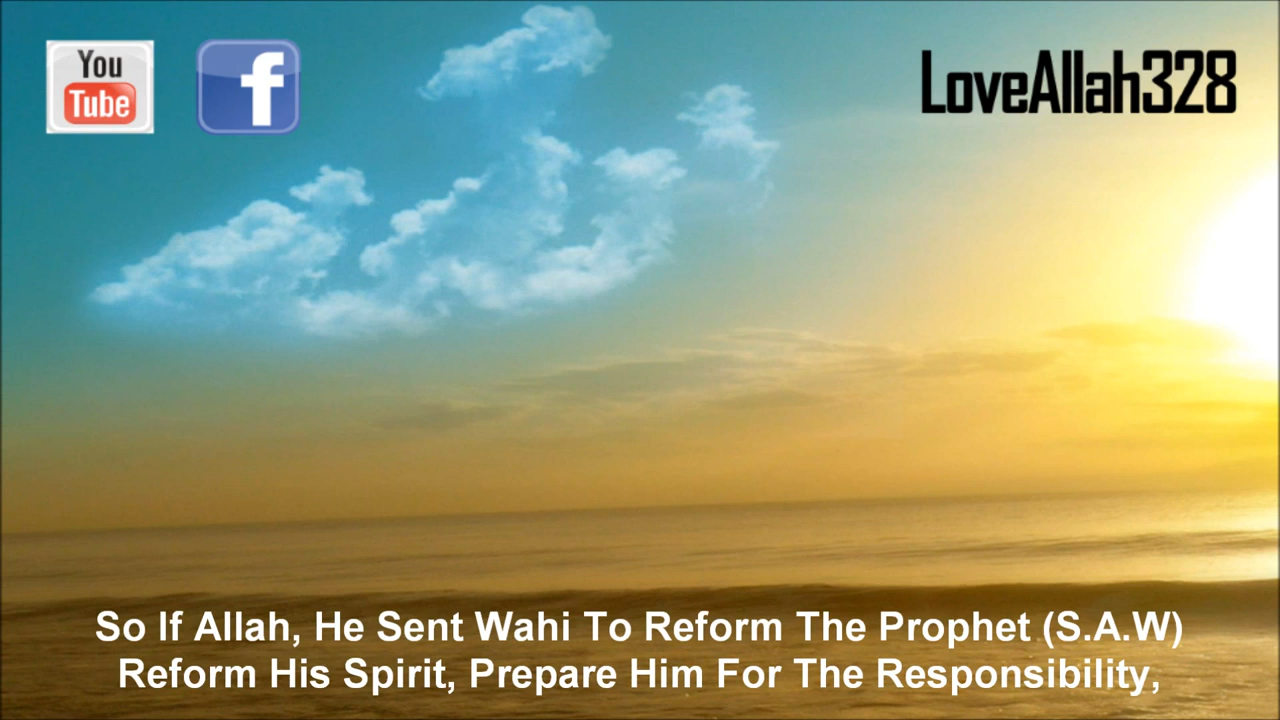 You
Tube
f
LoveAllah328
So If Allah, He Sent Wahi To Reform The Prophet (S.A.W)
Reform His Spirit, Prepare Him For The Responsibility,